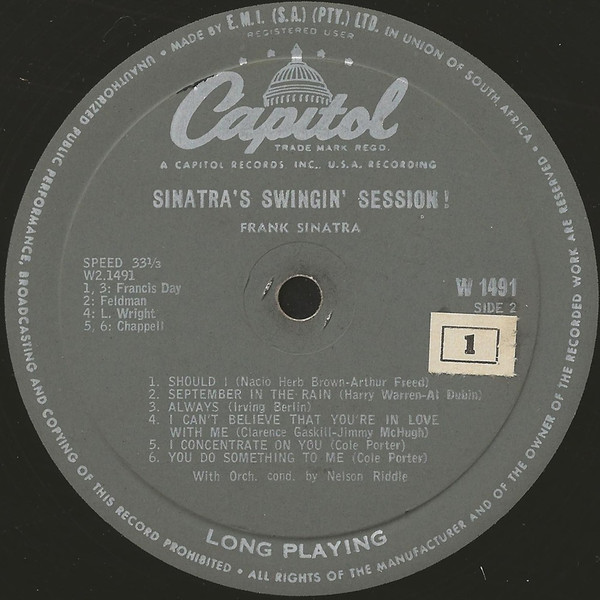 MADE BY E.M.I. (S.A.) (PTY.) LTD. IN UNION OF SOUTH AFRICA. • ALL RIGHTS OF THE MANUFACTURER AND OF THE OWNER OF THE RECORDED WORK ARE RESERVED • UNAUTHORIZED PUBLIC PERFORMANCE, BROADCASTING AND COPYING OF THIS RECORD PROHIBITED •
REGISTERED USER
Capitol
TRADE MARK REGD.
A CAPITOL RECORDS INC., U.S.A. RECORDING
SINATRA'S SWINGIN' SESSION!
FRANK SINATRA
SPEED 33⅓
W2.1491
1, 3: Francis Day
2: Feldman
4: L. Wright
5, 6: Chappell
W 1491
SIDE 2
1
1. SHOULD I (Nacio Herb Brown-Arthur Freed)
2. SEPTEMBER IN THE RAIN (Harry Warren-Al Dubin)
3. ALWAYS (Irving Berlin)
4. I CAN'T BELIEVE THAT YOU'RE IN LOVE
WITH ME (Clarence Gaskill-Jimmy McHugh)
5. I CONCENTRATE ON YOU (Cole Porter)
6. YOU DO SOMETHING TO ME (Cole Porter)
With Orch. cond. by Nelson Riddle
LONG PLAYING